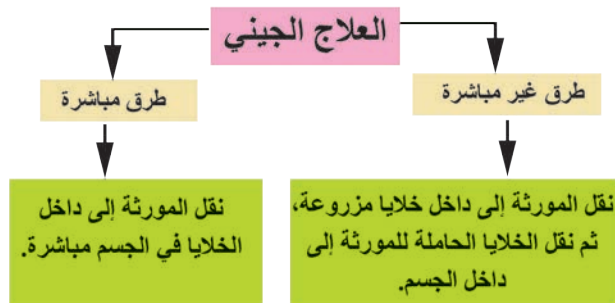 العلاج الجيني
طرق غير مباشرة
نقل المورثة إلى داخل خلايا مزروعة،
ثم نقل الخلايا الحاملة للمورثة إلى
داخل الجسم.
طرق مباشرة
نقل المورثة إلى داخل
الخلايا في الجسم مباشرة.